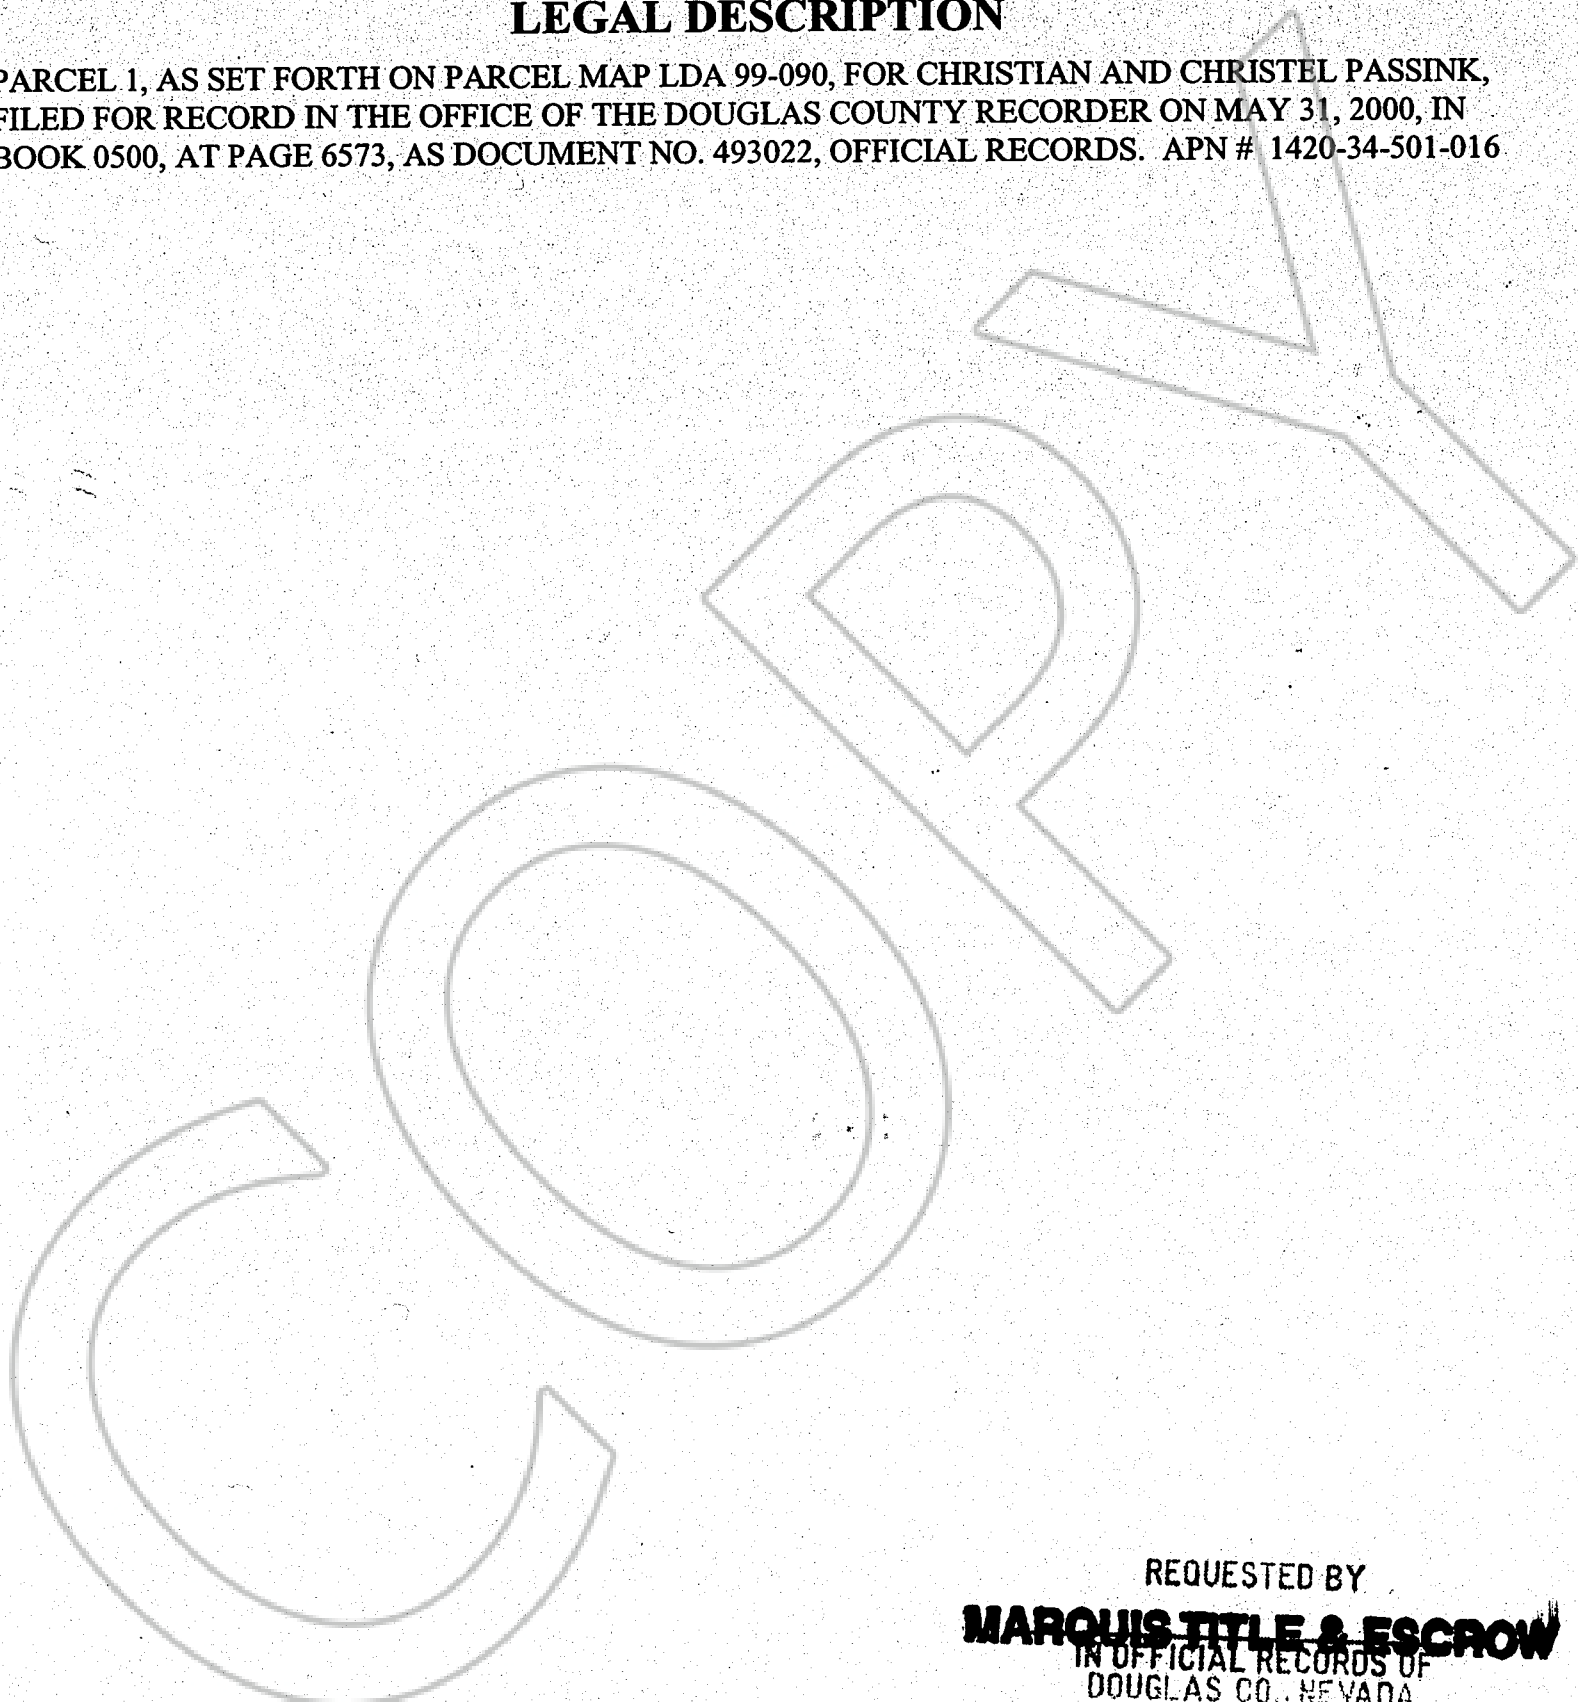 LEGAL DESCRIPTION
PARCEL 1, AS SET FORTH ON PARCEL MAP LDA 99-090, FOR CHRISTIAN AND CHRISTEL PASSINK,
FILED FOR RECORD IN THE OFFICE OF THE DOUGLAS COUNTY RECORDER ON MAY 31, 2000, IN
BOOK 0500, AT PAGE 6573, AS DOCUMENT NO. 493022, OFFICIAL RECORDS. APN # 1420-34-501-016
COPY
REQUESTED BY
MARQUIS TITLE & ESCROW
IN OFFICIAL RECORDS OF
DOUGLAS CO., NEVADA